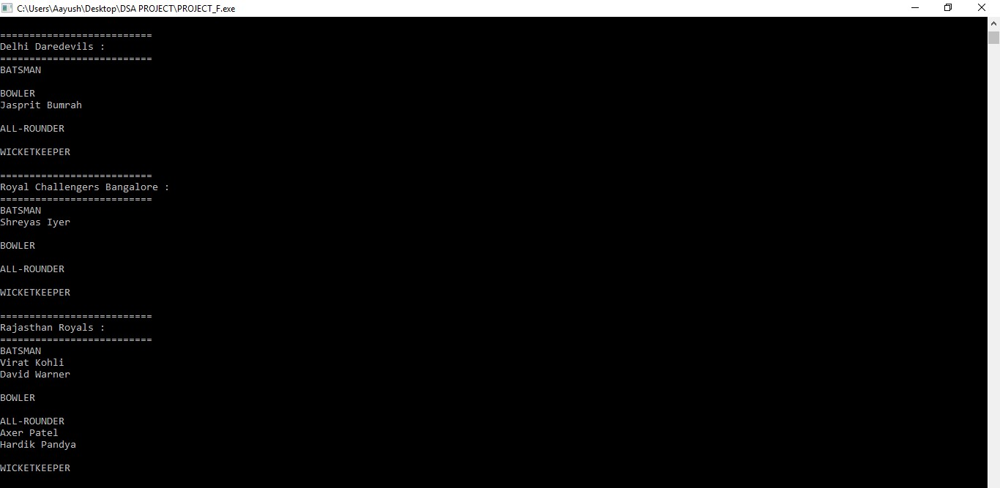 C:\Users\Aayush\Desktop\DSA PROJECT\PROJECT_F.exe
==========================
Delhi Daredevils :
==========================
BATSMAN
BOWLER
Jasprit Bumrah
ALL-ROUNDER
WICKETKEEPER
==========================
Royal Challengers Bangalore :
==========================
BATSMAN
Shreyas Iyer
BOWLER
ALL-ROUNDER
WICKETKEEPER
==========================
Rajasthan Royals :
==========================
BATSMAN
Virat Kohli
David Warner
BOWLER
ALL-ROUNDER
Axer Patel
Hardik Pandya
WICKETKEEPER